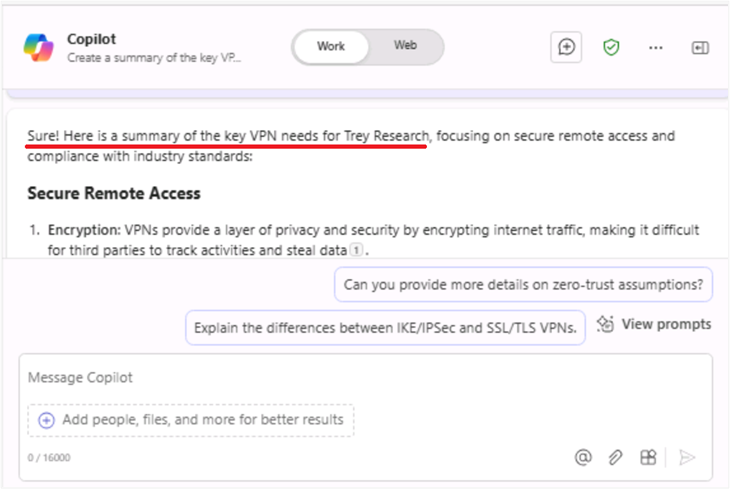 Copilot
Create a summary of the key VP...
Work
Web
Sure! Here is a summary of the key VPN needs for Trey Research, focusing on secure remote access and
compliance with industry standards:
Secure Remote Access
1. Encryption: VPNs provide a layer of privacy and security by encrypting internet traffic, making it difficult
for third parties to track activities and steal data 1 .
Can you provide more details on zero-trust assumptions?
Explain the differences between IKE/IPSec and SSL/TLS VPNs.
View prompts
Message Copilot
Add people, files, and more for better results
0 / 16000